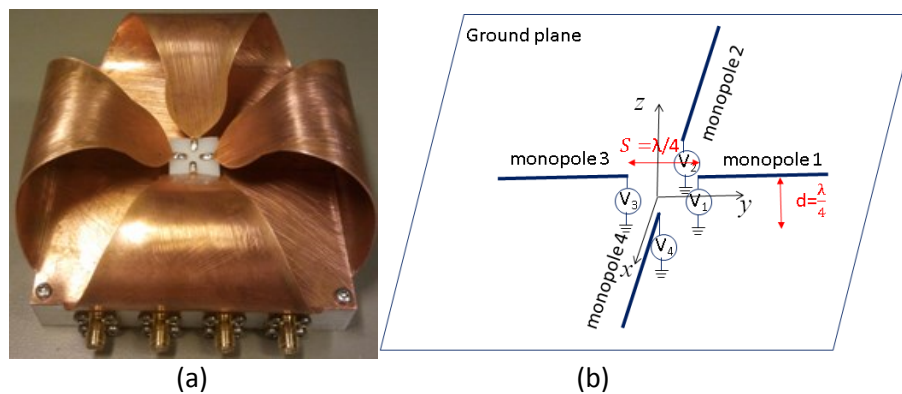 Ground plane
monopole 2
z
S =λ/4
monopole 3
monopole 1
V2
V3
V1
y
d=λ/4
V4
x
monopole 4
(a)
(b)